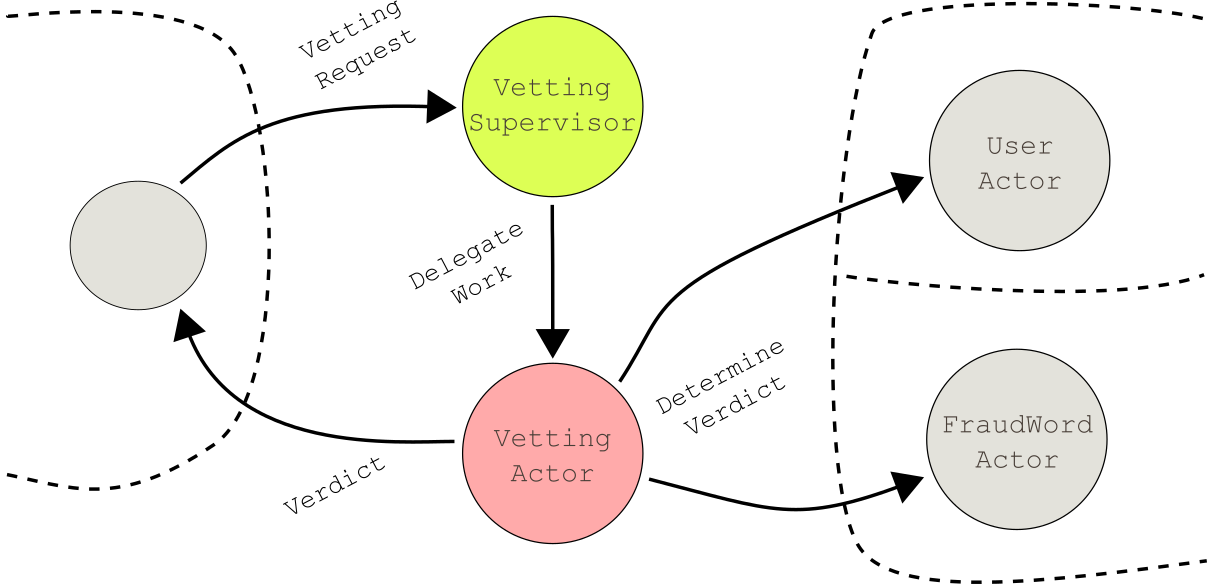 Vetting
Request
Vetting
Supervisor
User
Actor
Delegate
Work
Determine
Verdict
FraudWord
Actor
Vetting
Actor
Verdict